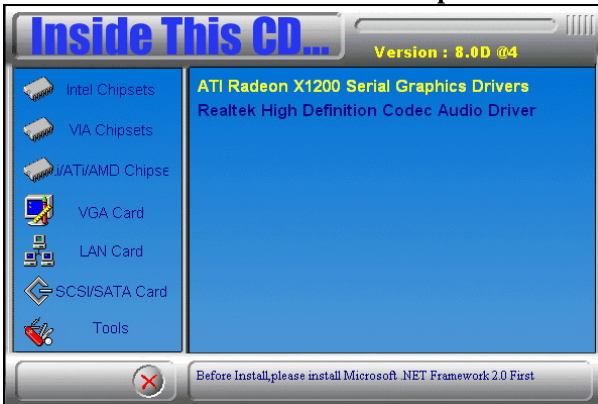 Inside This CD...
Version : 8.0D @4
Intel Chipsets
VIA Chipsets
i/ATi/AMD Chipse
VGA Card
LAN Card
SCSI/SATA Card
Tools
ATI Radeon X1200 Serial Graphics Drivers
Realtek High Definition Codec Audio Driver
Before Install,please install Microsoft .NET Framework 2.0 First